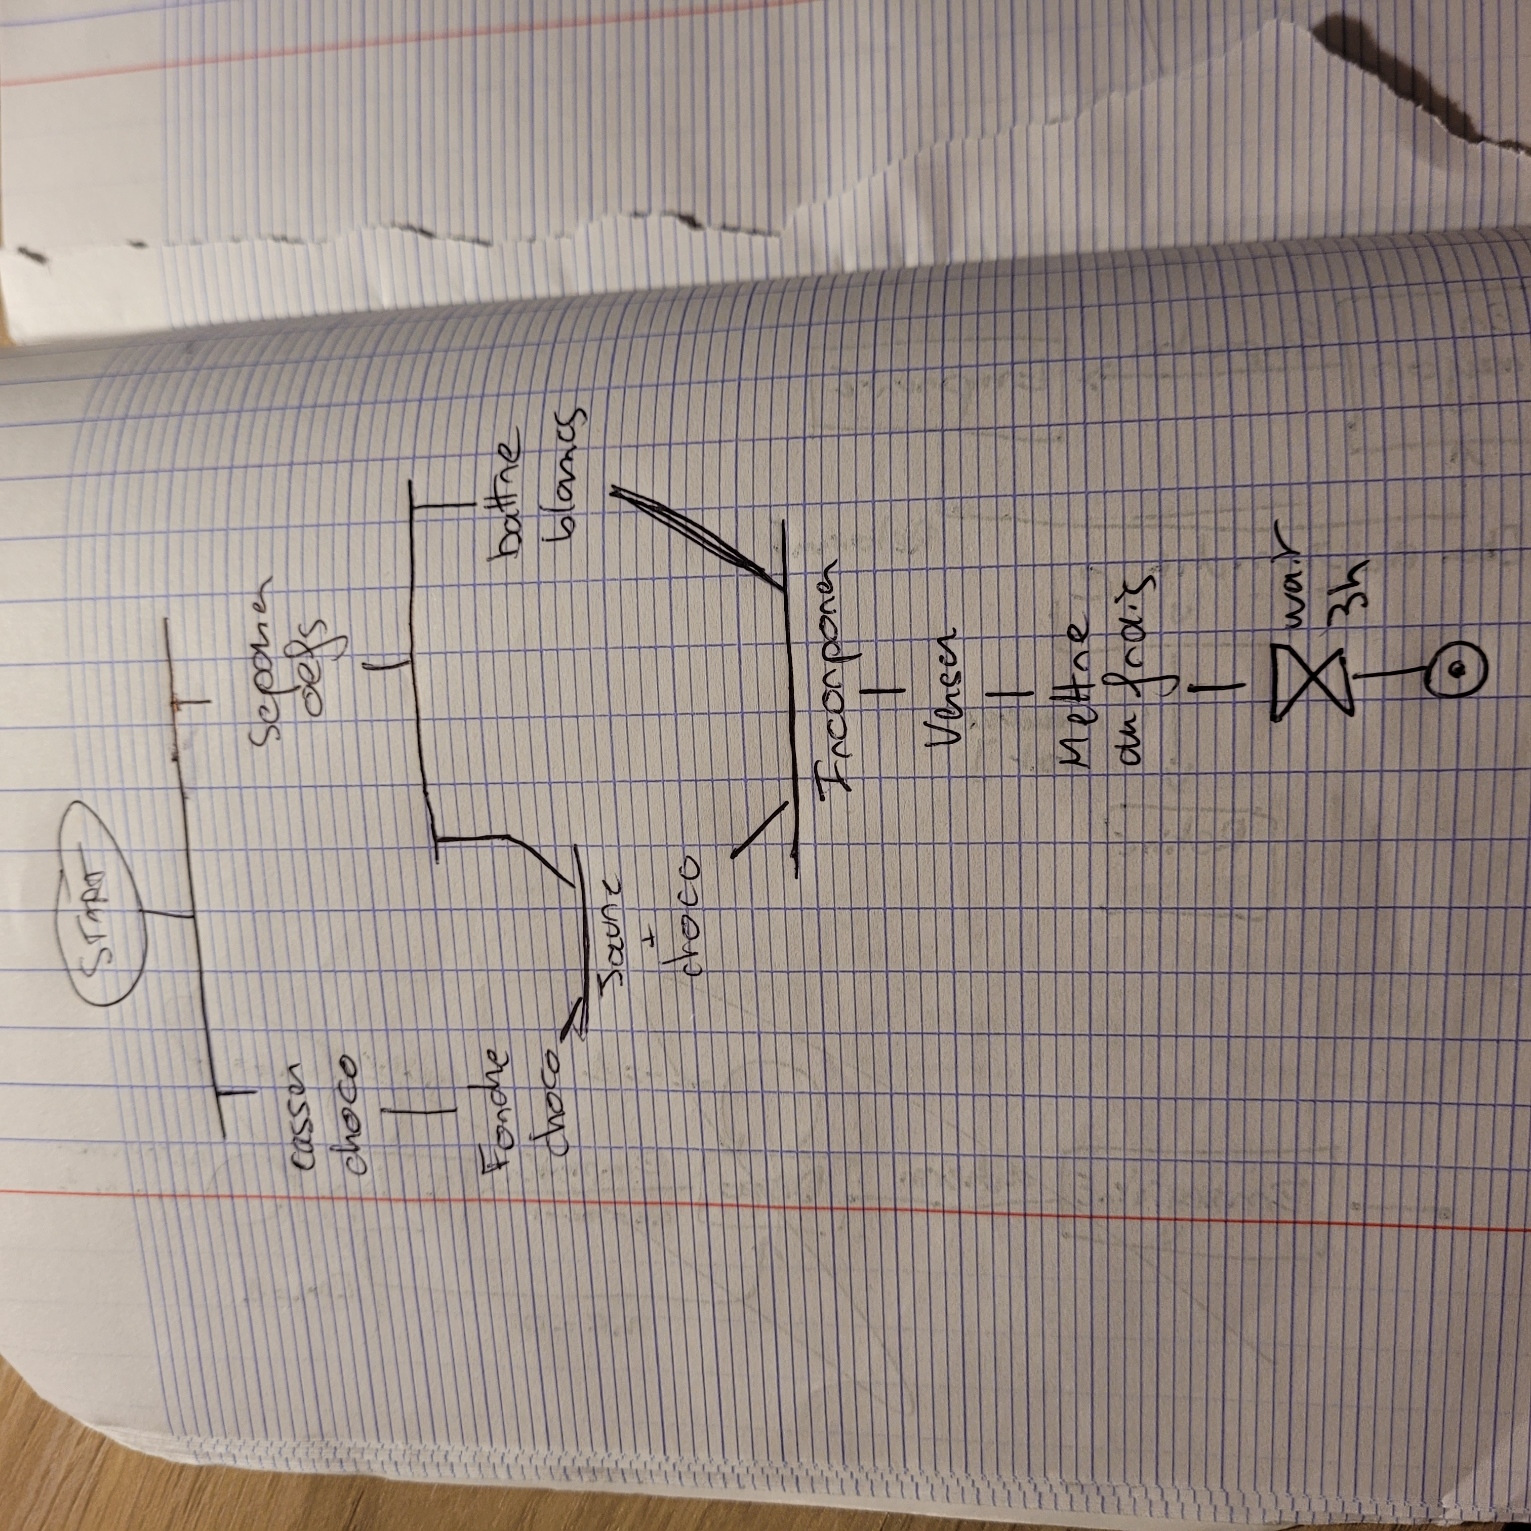 START
casser
choco
Separer
oefs
Fondre
choco
battre
blancs
Jaune
+
choco
Incorporer
Verser
Mettre
au frais
wait
3h